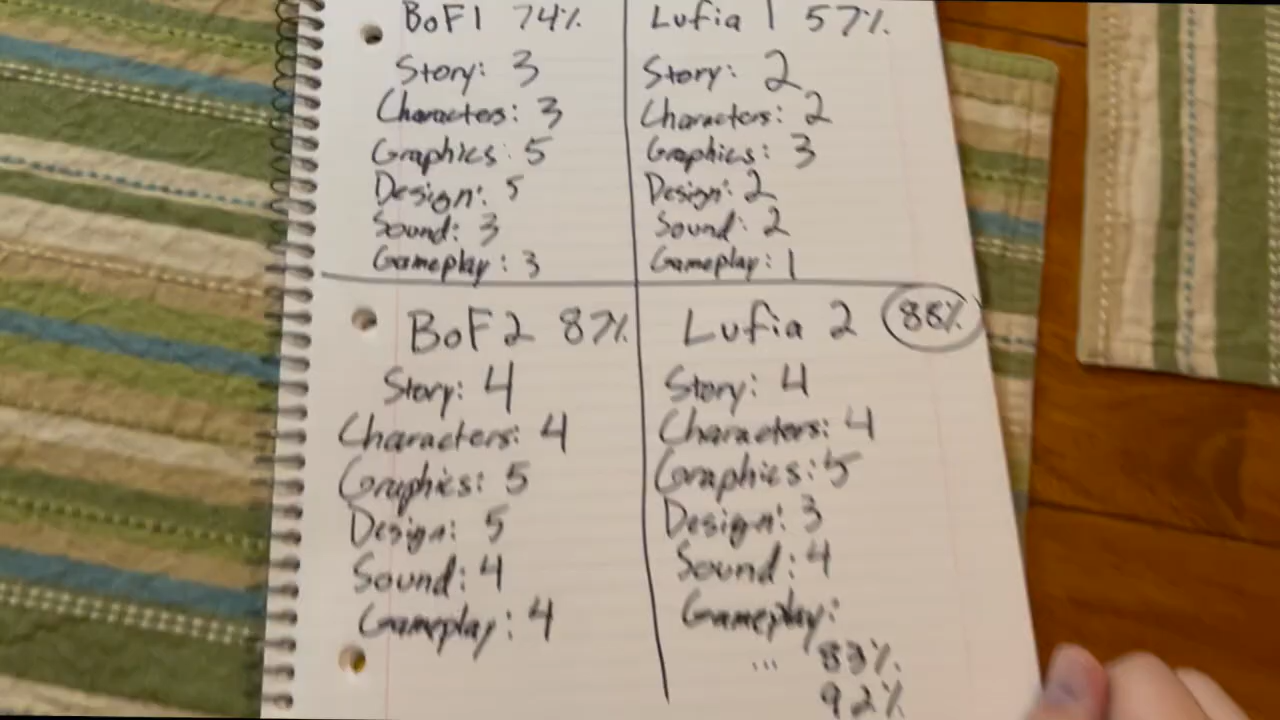 BoF1 74%
Story: 3
Characters: 3
Graphics: 5
Design: 5
Sound: 3
Gameplay: 3
Lufia 1 57%
Story: 2
Characters: 2
Graphics: 3
Design: 2
Sound: 2
Gameplay: 1
BoF2 87%
Story: 4
Characters: 4
Graphics: 5
Design: 5
Sound: 4
Gameplay: 4
Lufia 2 88%
Story: 4
Characters: 4
Graphics: 5
Design: 3
Sound: 4
Gameplay:
... 83%
92%